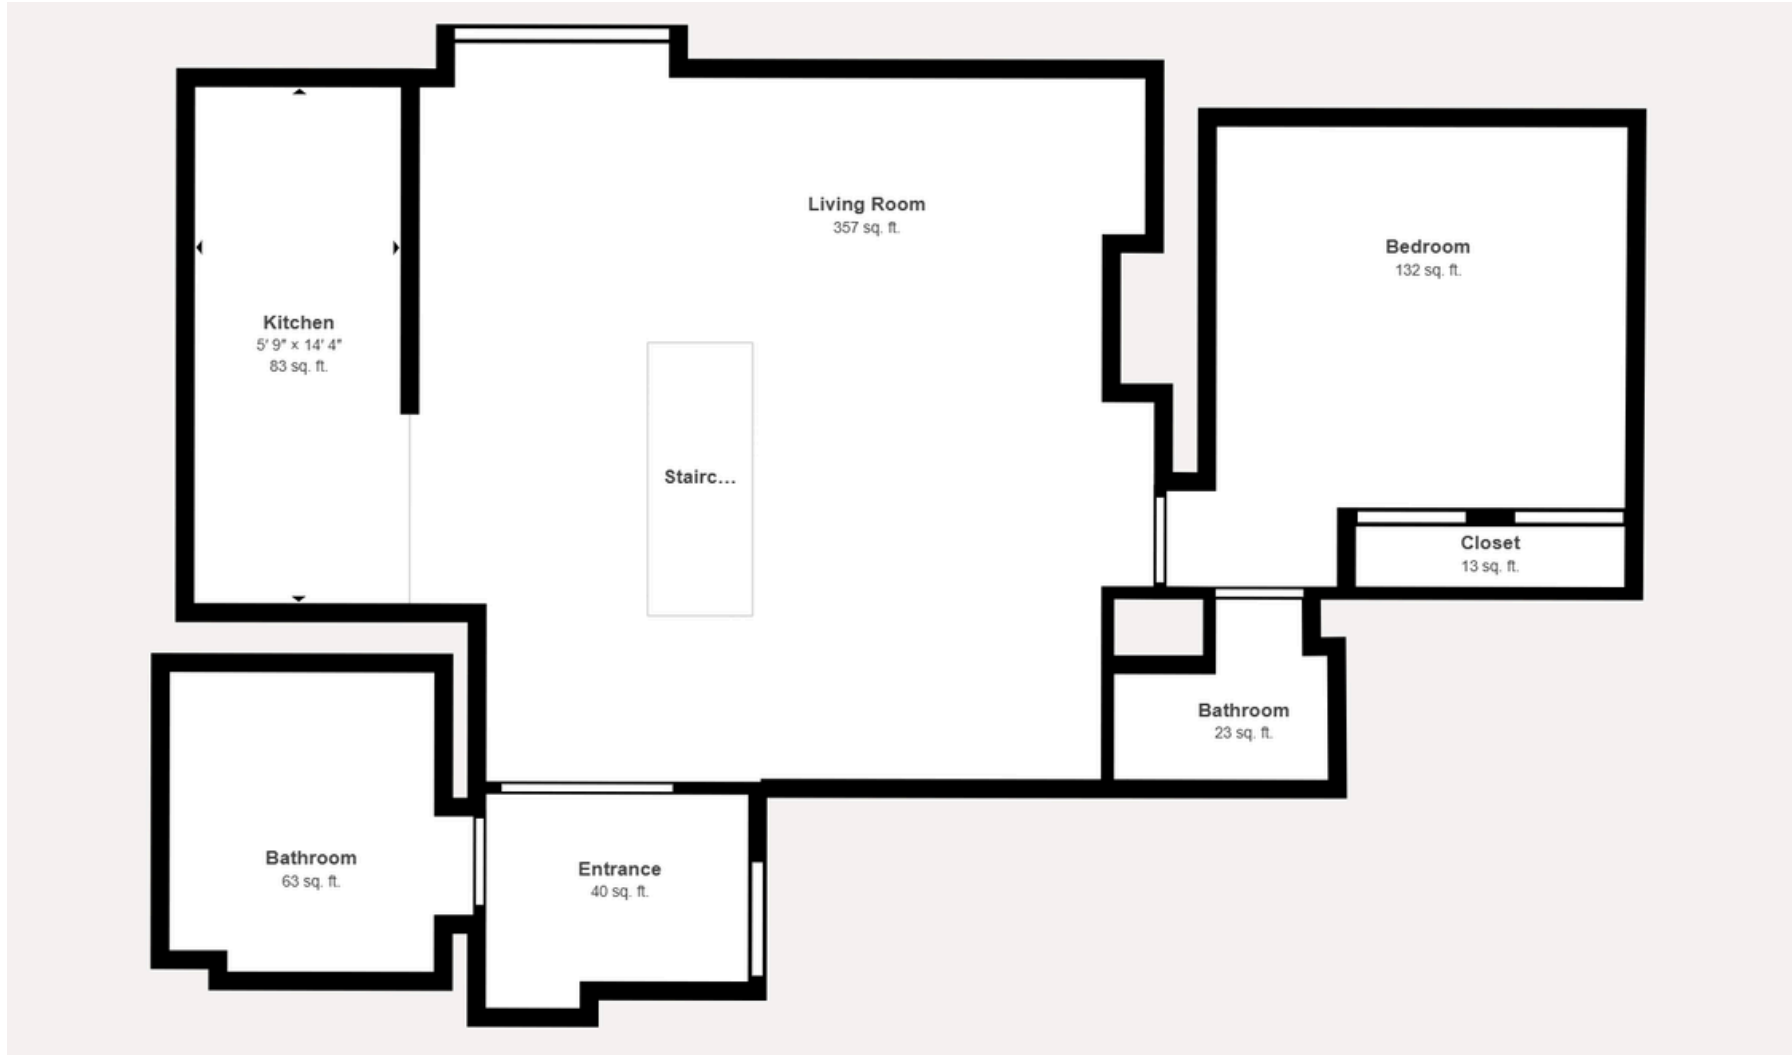 Living Room
357 sq. ft.
Bedroom
132 sq. ft.
Kitchen
5' 9" x 14' 4"
83 sq. ft.
Stairc...
Closet
13 sq. ft.
Bathroom
23 sq. ft.
Bathroom
63 sq. ft.
Entrance
40 sq. ft.